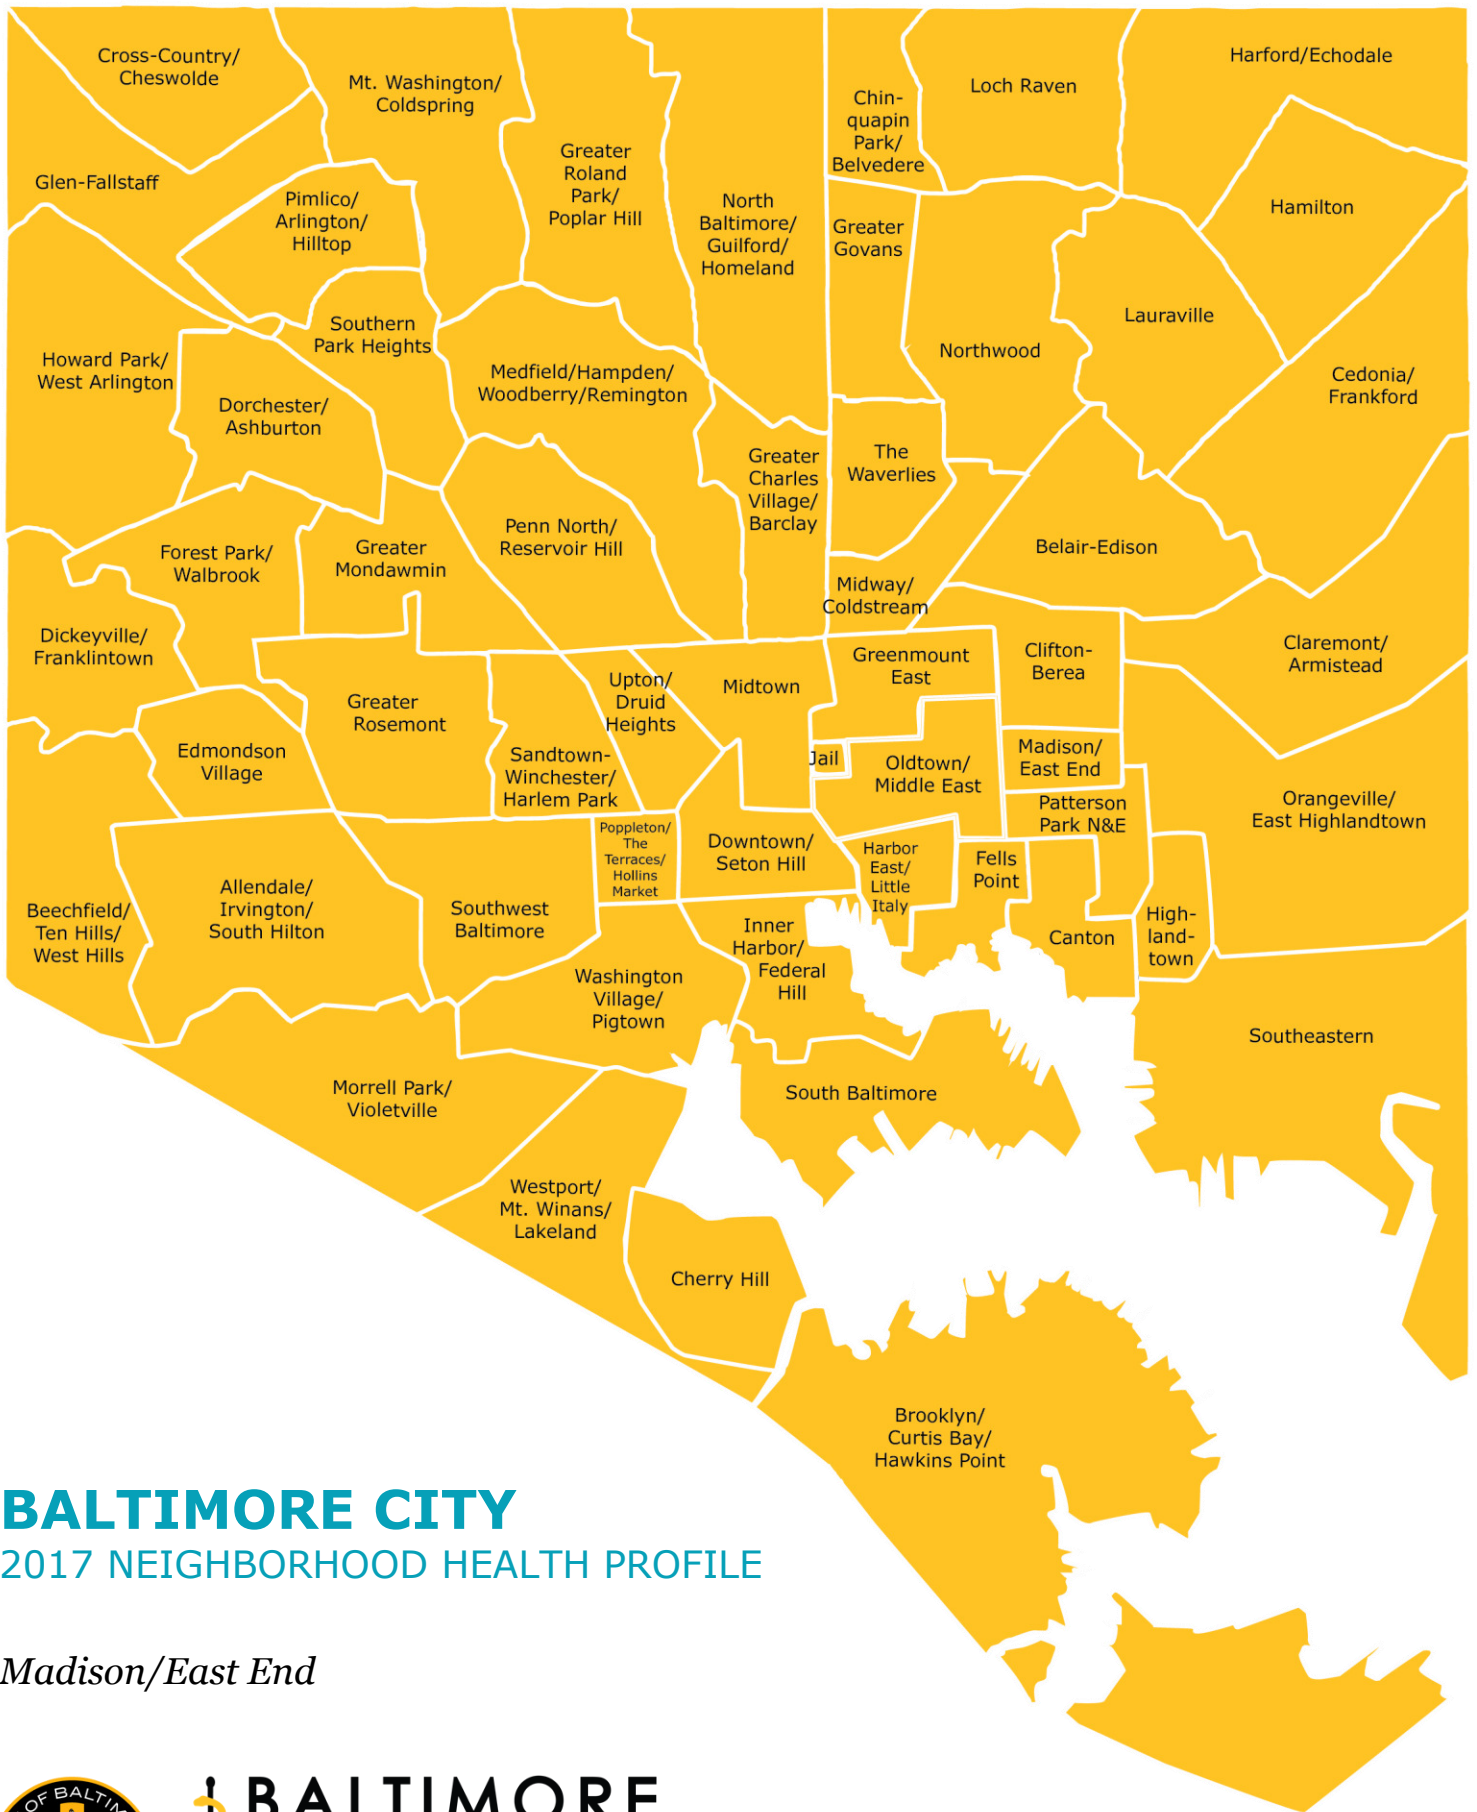 Cross-Country/
Cheswolde
Mt. Washington/
Coldspring
Greater
Roland
Park/
Poplar Hill
North
Baltimore/
Guilford/
Homeland
Chin-
quapin
Park/
Belvedere
Loch Raven
Harford/Echodale
Glen-Fallstaff
Pimlico/
Arlington/
Hilltop
Greater
Govans
Hamilton
Southern
Park Heights
Lauraville
Northwood
Howard Park/
West Arlington
Medfield/Hampden/
Woodberry/Remington
Cedonia/
Frankford
Dorchester/
Ashburton
Greater
Charles
Village/
Barclay
The
Waverlies
Penn North/
Reservoir Hill
Belair-Edison
Forest Park/
Walbrook
Greater
Mondawmin
Midway/
Coldstream
Dickeyville/
Franklintown
Greenmount
East
Clifton-
Berea
Claremont/
Armistead
Upton/
Druid
Heights
Midtown
Greater
Rosemont
Edmondson
Village
Sandtown-
Winchester/
Harlem Park
Jail
Oldtown/
Middle East
Madison/
East End
Patterson
Park N&E
Orangeville/
East Highlandtown
Poppleton/
The
Terraces/
Hollins
Market
Downtown/
Seton Hill
Harbor
East/
Little
Italy
Fells
Point
Allendale/
Irvington/
South Hilton
Beechfield/
Ten Hills/
West Hills
Southwest
Baltimore
Inner
Harbor/
Federal
Hill
Canton
High-
land-
town
Washington
Village/
Pigtown
Southeastern
Morrell Park/
Violetville
South Baltimore
Westport/
Mt. Winans/
Lakeland
Cherry Hill
Brooklyn/
Curtis Bay/
Hawkins Point
BALTIMORE CITY
2017 NEIGHBORHOOD HEALTH PROFILE
Madison/East End
OF BALTIM
BALTIMORE